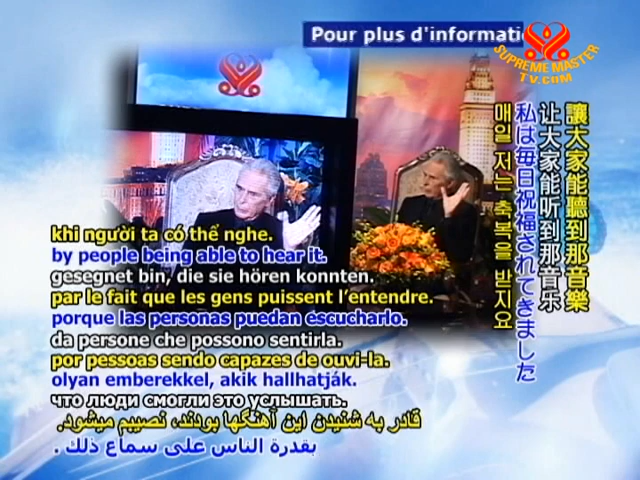 Pour plus d'informati
SUPREME MASTER
TV.COM
讓大家能聽到那音樂
让大家能听到那音乐
私は毎日祝福されてきました
매일 저는 축복을 받지요
khi người ta có thể nghe.
by people being able to hear it.
gesegnet bin, die sie hören konnten.
par le fait que les gens puissent l'entendre.
porque las personas puedan escucharlo.
da persone che possono sentirla.
por pessoas sendo capazes de ouvi-la.
olyan emberekkel, akik hallhatják.
что люди смогли это услышать.
قادر به شنیدن این آهنگها بودند، نصیبم میشود.
بقدرة الناس على سماع ذلك .